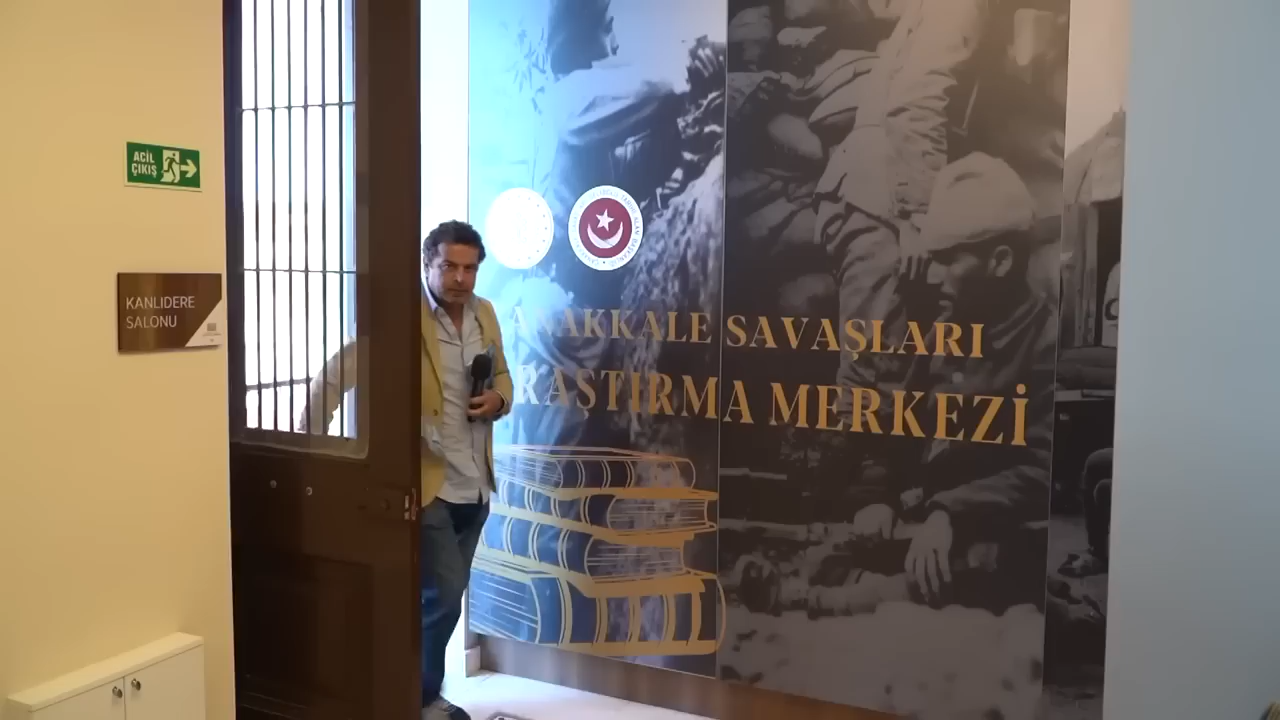 ACİL
ÇIKIŞ
KANLIDERE
SALONU
ANAKKALE SAVAŞLARI
RAŞTIRMA MERKEZİ